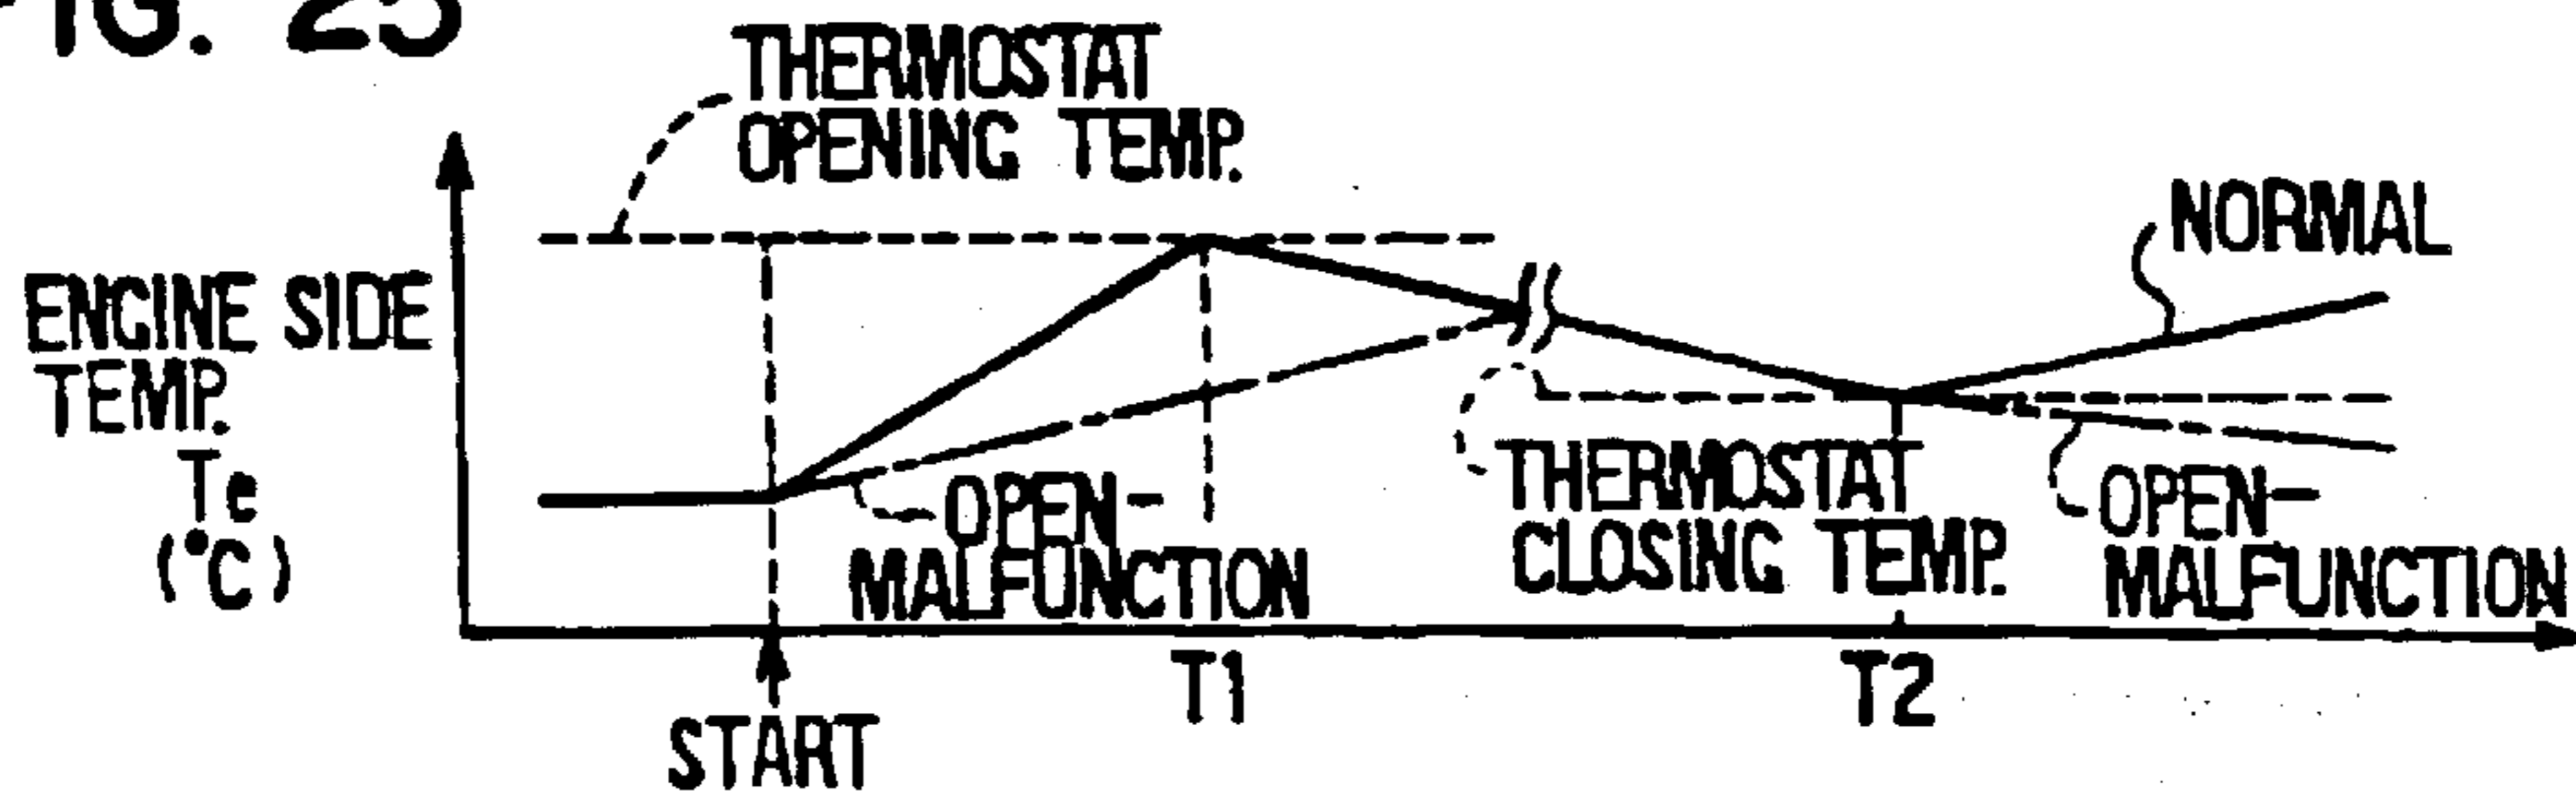 FIG. 25
THERMOSTAT
OPENING TEMP.
NORMAL
ENGINE SIDE
TEMP.
Te
(°C)
OPEN-
MALFUNCTION
THERMOSTAT
CLOSING TEMP.
OPEN-
MALFUNCTION
T1
T2
START